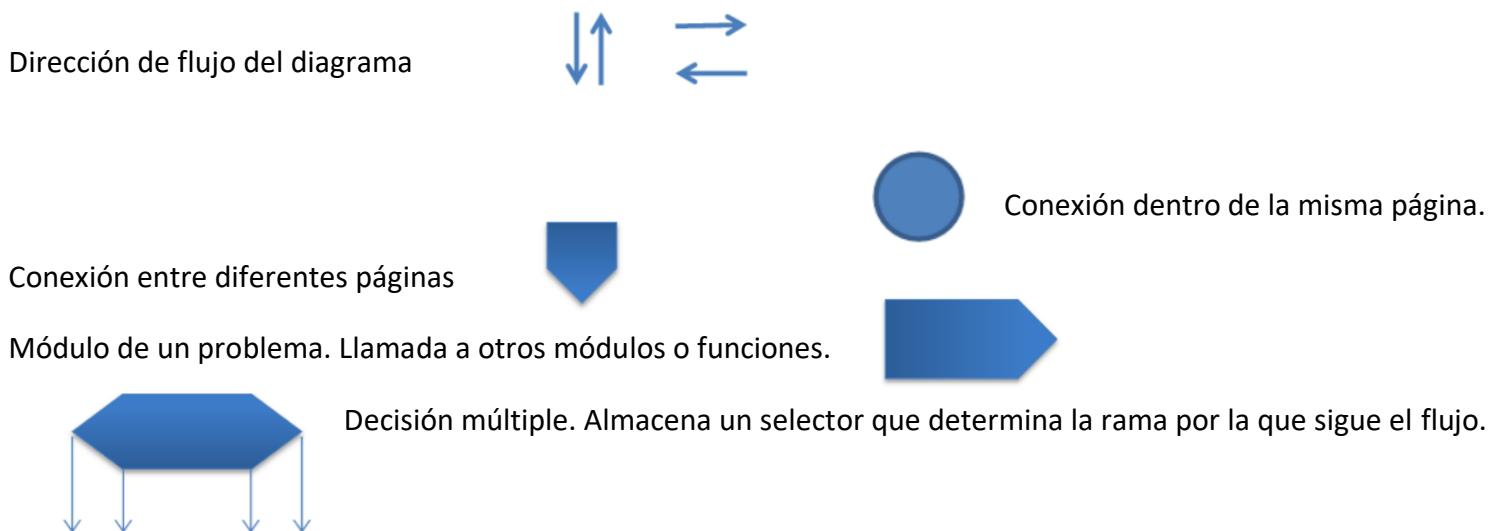 Dirección de flujo del diagrama
Conexión dentro de la misma página.
Conexión entre diferentes páginas
Módulo de un problema. Llamada a otros módulos o funciones.
Decisión múltiple. Almacena un selector que determina la rama por la que sigue el flujo.